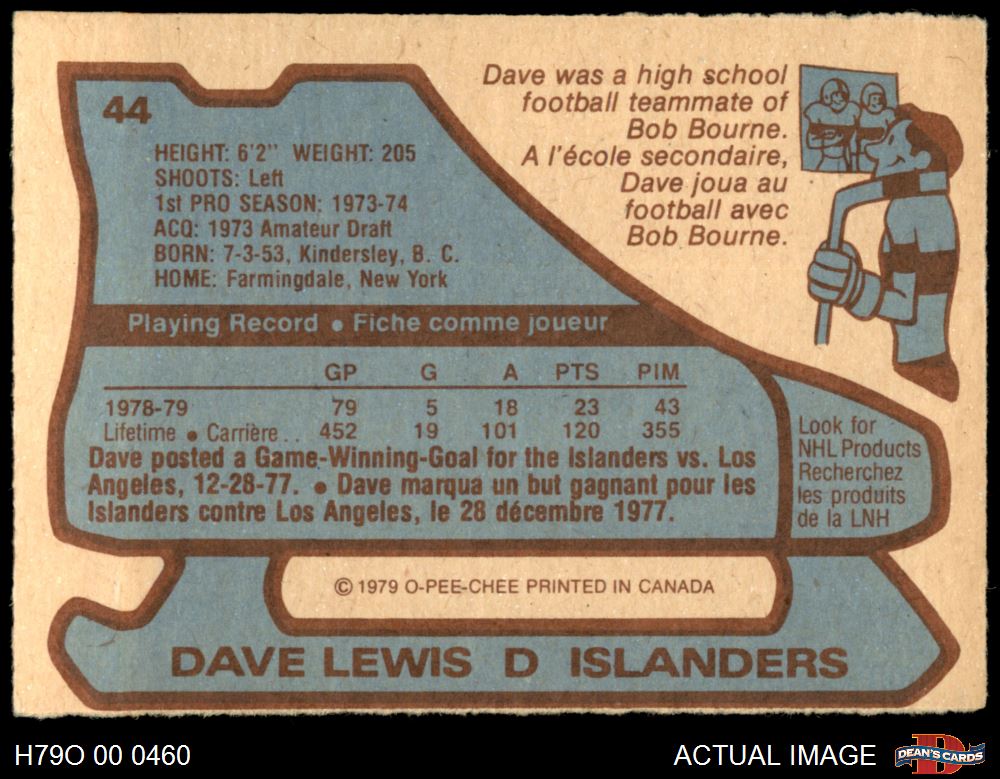 44
HEIGHT: 6'2" WEIGHT: 205
SHOOTS: Left
1st PRO SEASON: 1973-74
ACQ: 1973 Amateur Draft
BORN: 7-3-53, Kindersley, B. C.
HOME: Farmingdale, New York
Dave was a high school
football teammate of
Bob Bourne.
A l'école secondaire,
Dave joua au
football avec
Bob Bourne.
Playing Record • Fiche comme joueur
GP G A PTS PIM
1978-79 79 5 18 23 43
Lifetime • Carrière . . 452 19 101 120 355
Dave posted a Game-Winning-Goal for the Islanders vs. Los
Angeles, 12-28-77. • Dave marqua un but gagnant pour les
Islanders contre Los Angeles, le 28 décembre 1977.
Look for
NHL Products
Recherchez
les produits
de la LNH
© 1979 O-PEE-CHEE PRINTED IN CANADA
DAVE LEWIS D ISLANDERS
H79O 00 0460
ACTUAL IMAGE
DEAN'S CARDS